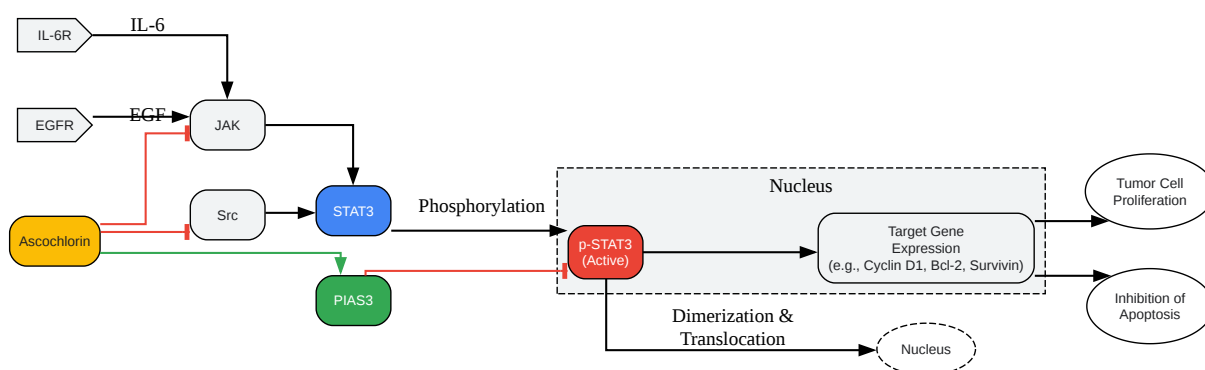 IL-6R
IL-6
EGFR
EGF
JAK
Ascochlorin
Src
STAT3
PIAS3
Phosphorylation
Nucleus
p-STAT3
(Active)
Target Gene
Expression
(e.g., Cyclin D1, Bcl-2, Survivin)
Dimerization &
Translocation
Nucleus
Tumor Cell
Proliferation
Inhibition of
Apoptosis